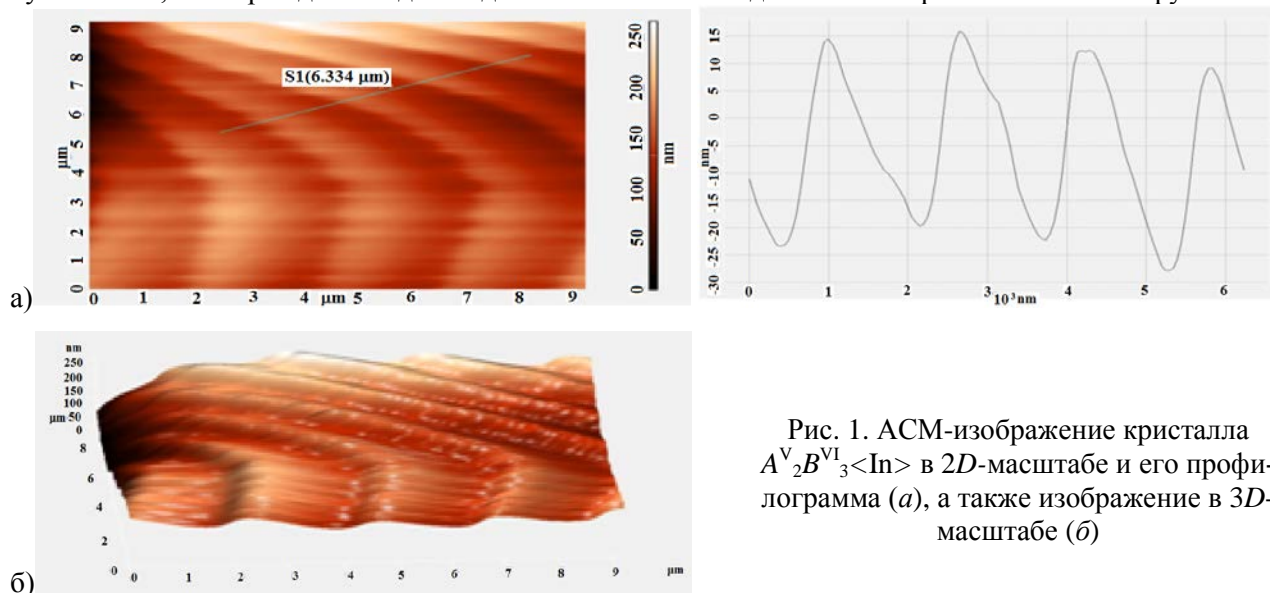 S1(6.334 μm)
9
8
7
6
5
4
3
2
1
0
μm
0 1 2 3 μm 5 6 7 8 9
250
200
150
100
50
0
nm
а)
15
10
5
0
-5
-10
-15
-20
-25
-30
nm
0 1 2 3 4 5 6
10³ nm
nm
250
200
150
100
μm 50
0
8
6
4
2
0
0 1 2 3 4 5 6 7 8 9 μm
б)
Рис. 1. АСМ-изображение кристалла
A^V_2B^VI_3<In> в 2D-масштабе и его профи-
лограмма (а), а также изображение в 3D-
масштабе (б)